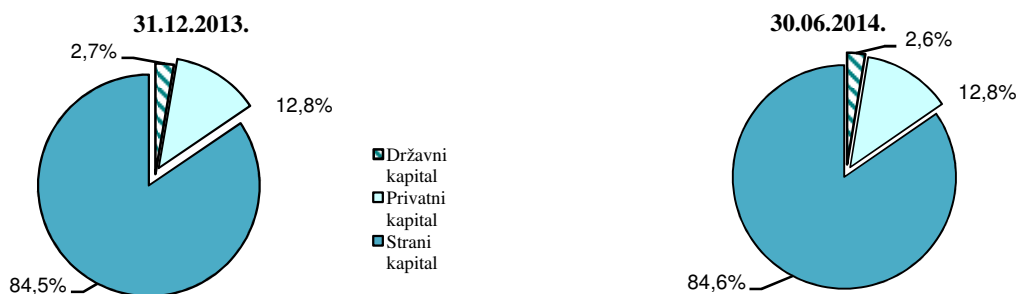 31.12.2013.
2,7%
12,8%
84,5%
Državni
kapital
Privatni
kapital
Strani
kapital
30.06.2014.
2,6%
12,8%
84,6%